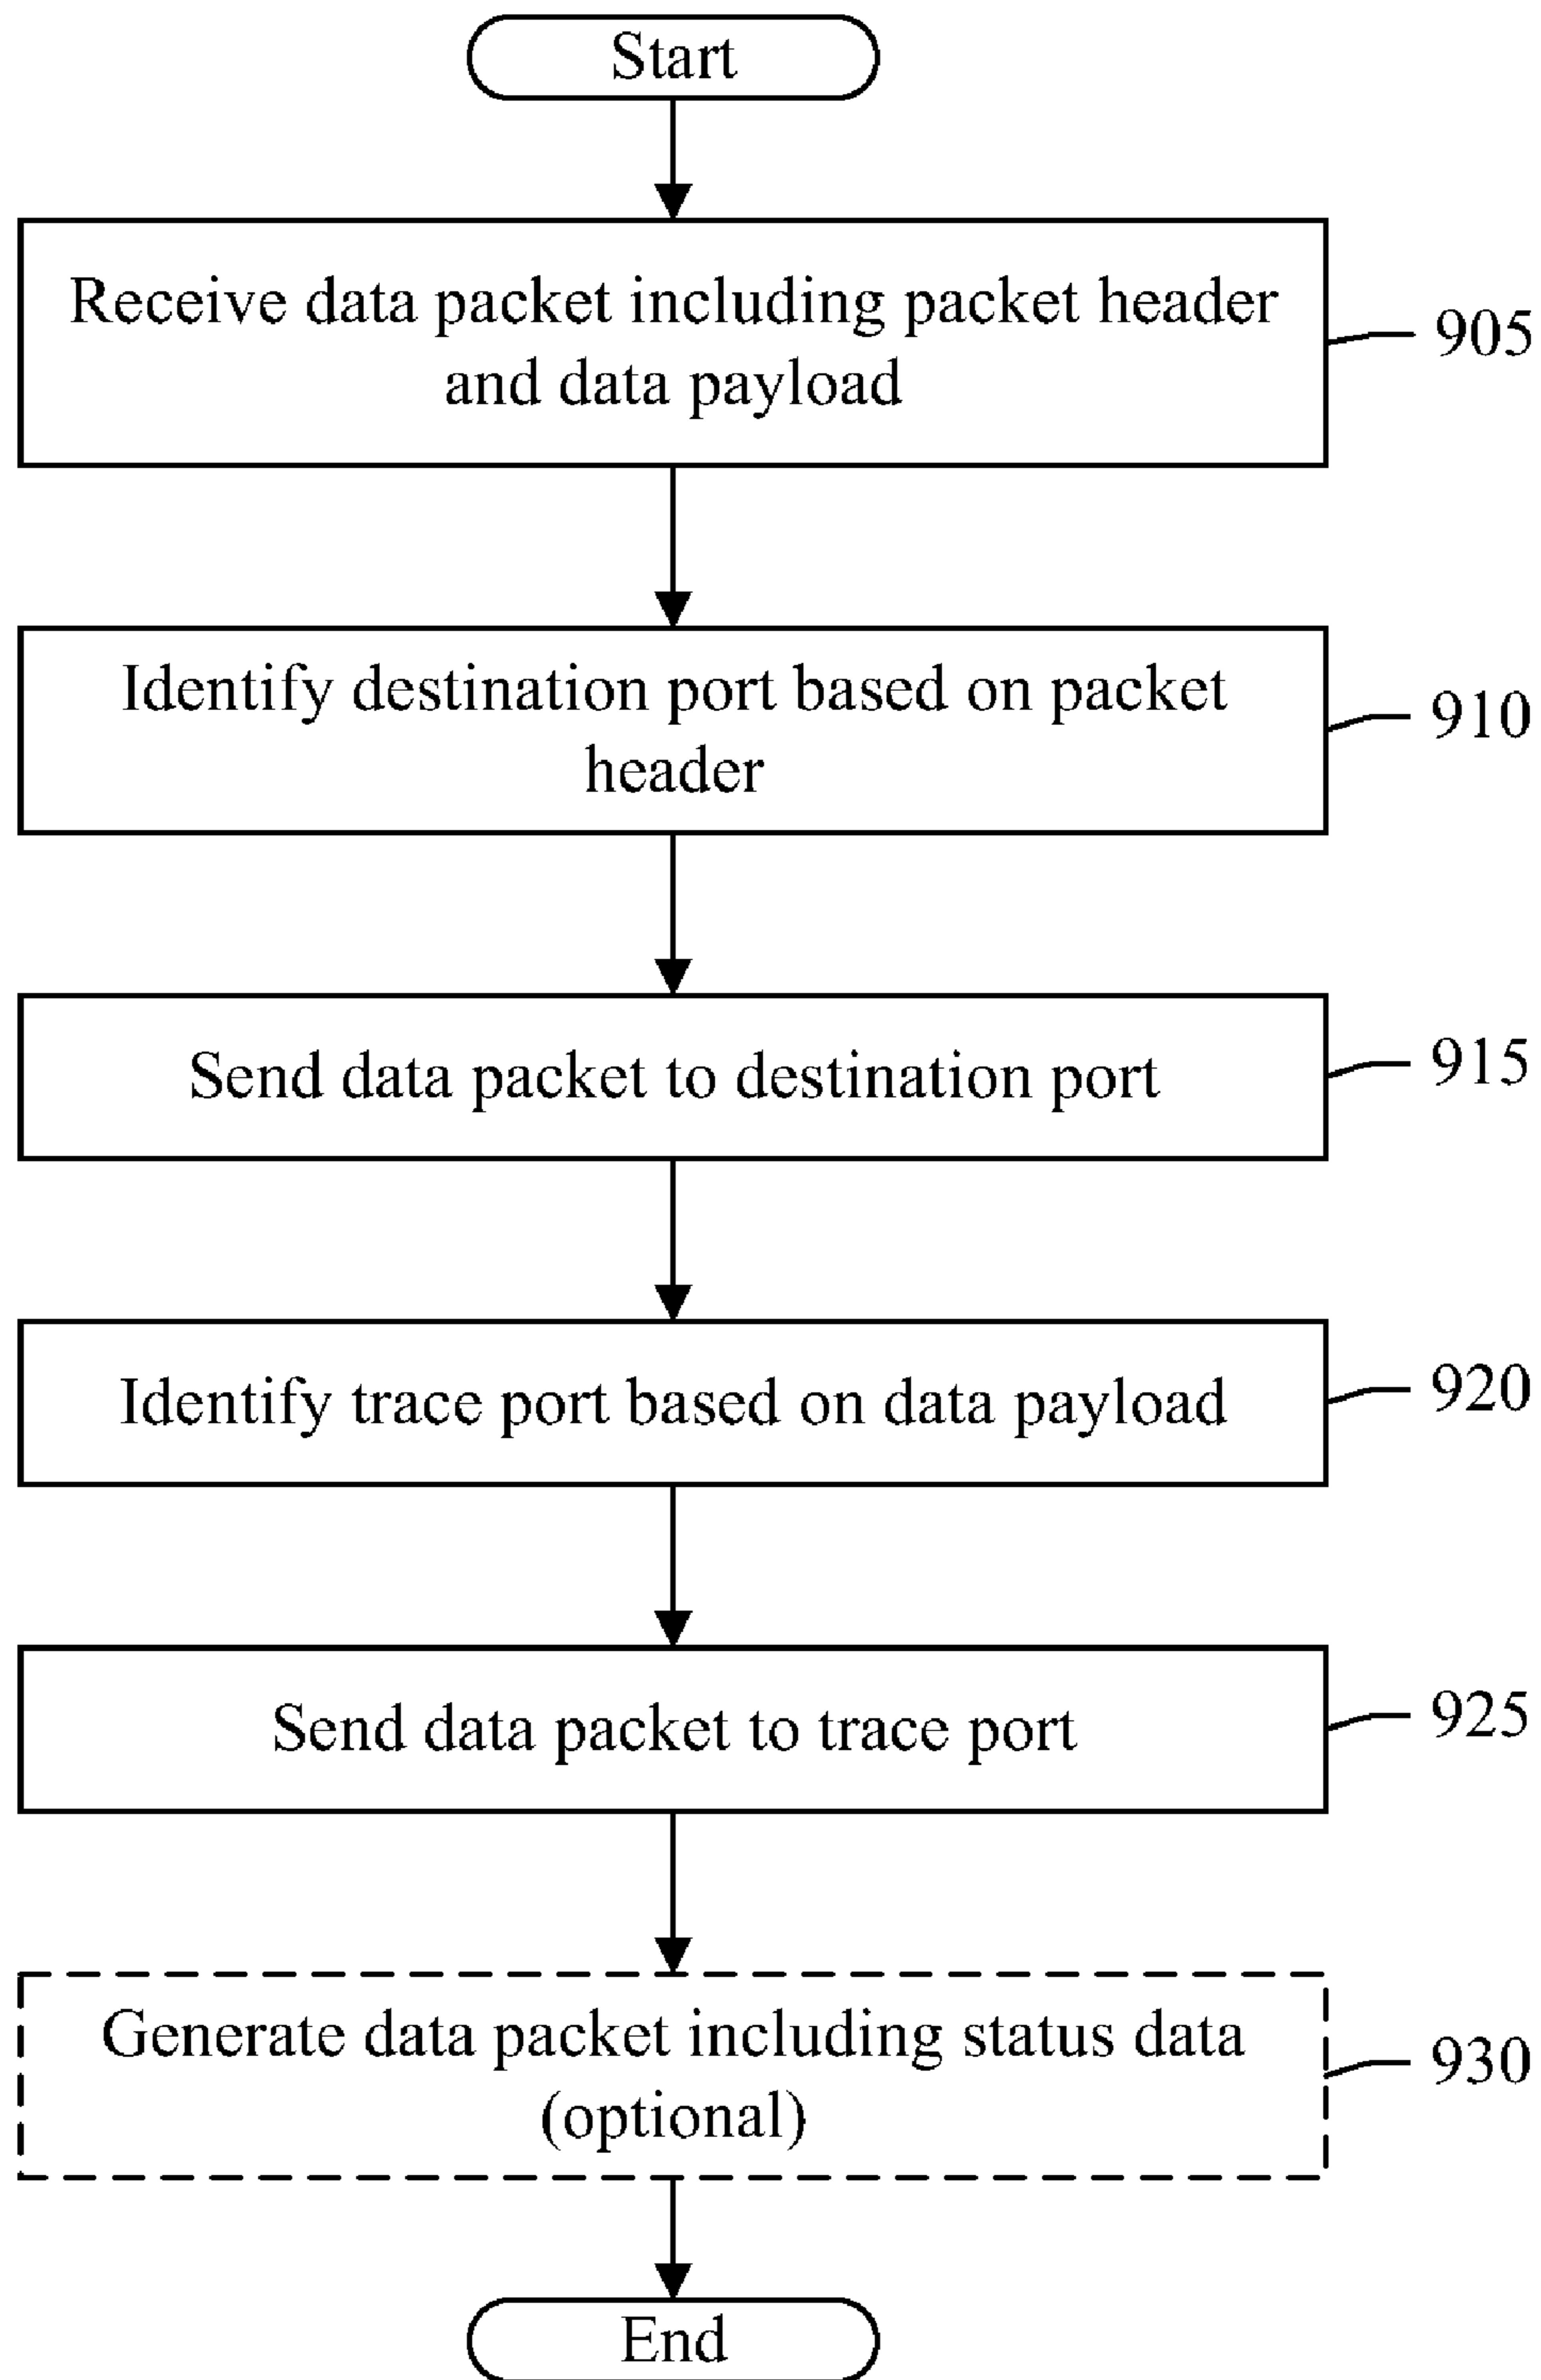 Start
Receive data packet including packet header
and data payload
905
Identify destination port based on packet
header
910
Send data packet to destination port
915
Identify trace port based on data payload
920
Send data packet to trace port
925
Generate data packet including status data
(optional)
930
End